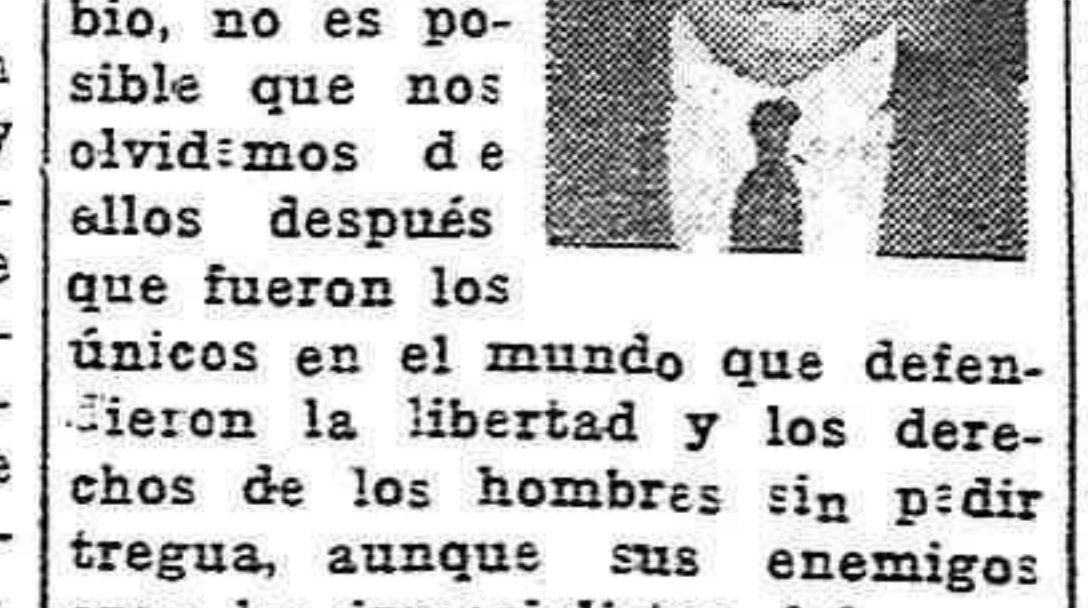 bio, no es po-
sible que nos
olvidemos de
ellos después
que fueron los
únicos en el mundo que defen-
dieron la libertad y los dere-
chos de los hombres sin pedir
tregua, aunque sus enemigos